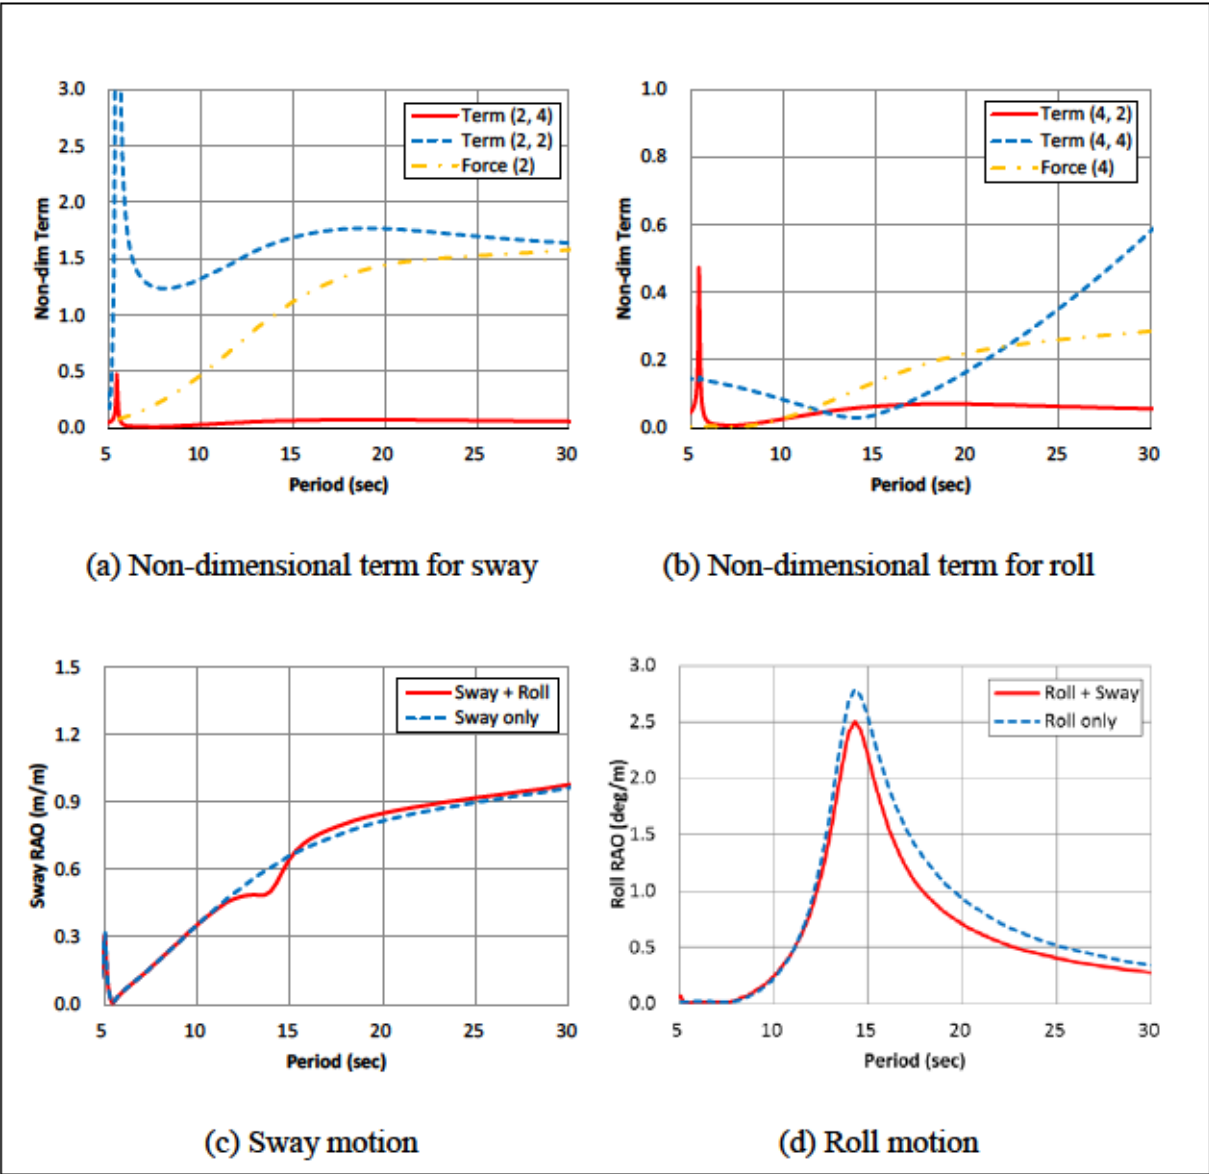 3.0
2.5
2.0
1.5
1.0
0.5
0.0
Non-dim Term
Term (2, 4)
Term (2, 2)
Force (2)
5 10 15 20 25 30
Period (sec)
(a) Non-dimensional term for sway
1.0
0.8
0.6
0.4
0.2
0.0
Non-dim Term
Term (4, 2)
Term (4, 4)
Force (4)
5 10 15 20 25 30
Period (sec)
(b) Non-dimensional term for roll
1.5
1.2
0.9
0.6
0.3
0.0
Sway RAO (m/m)
Sway + Roll
Sway only
5 10 15 20 25 30
Period (sec)
(c) Sway motion
3.0
2.5
2.0
1.5
1.0
0.5
0.0
Roll RAO (deg/m)
Roll + Sway
Roll only
5 10 15 20 25 30
Period (sec)
(d) Roll motion